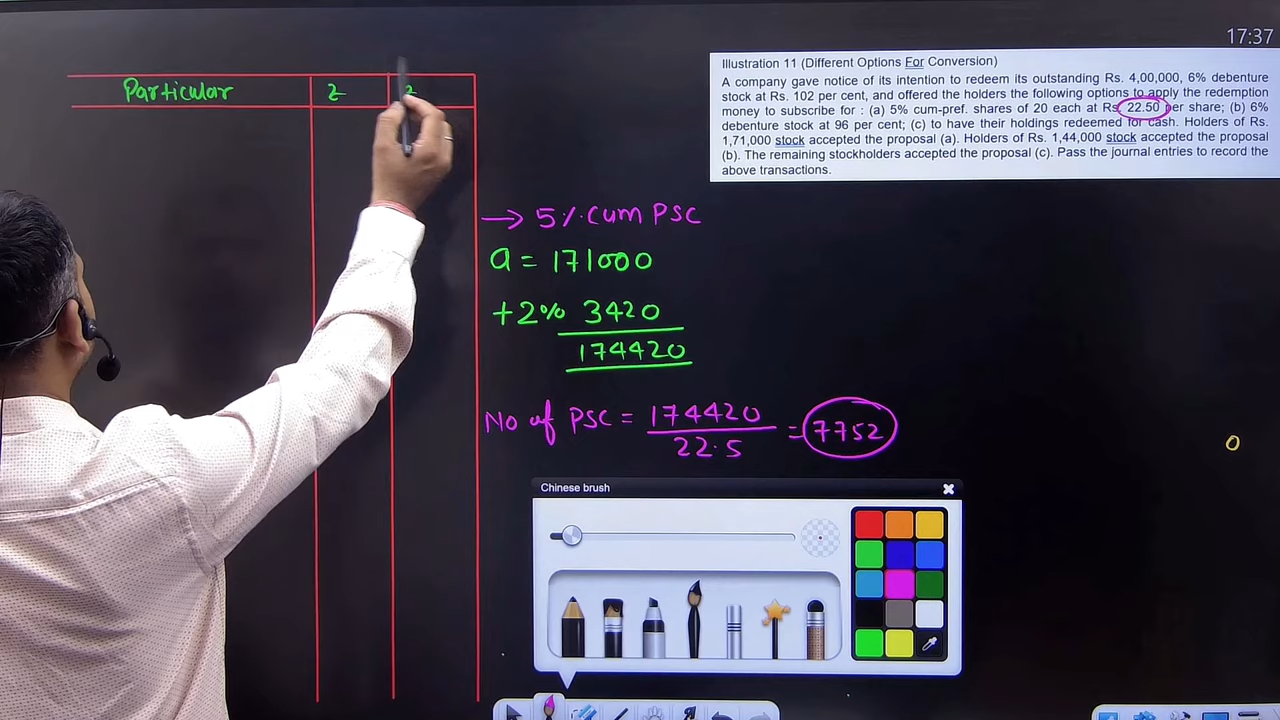 17:37
Illustration 11 (Different Options For Conversion)
A company gave notice of its intention to redeem its outstanding Rs. 4,00,000, 6% debenture
stock at Rs. 102 per cent, and offered the holders the following options to apply the redemption
money to subscribe for : (a) 5% cum-pref. shares of 20 each at Rs 22.50 per share; (b) 6%
debenture stock at 96 per cent; (c) to have their holdings redeemed for cash. Holders of Rs.
1,71,000 stock accepted the proposal (a). Holders of Rs. 1,44,000 stock accepted the proposal
(b). The remaining stockholders accepted the proposal (c). Pass the journal entries to record the
above transactions.
Particular
→ 5% Cum PSC
a = 171000
+2% 3420
174420
No of PSC = 174420
22.5
= 7752
Chinese brush